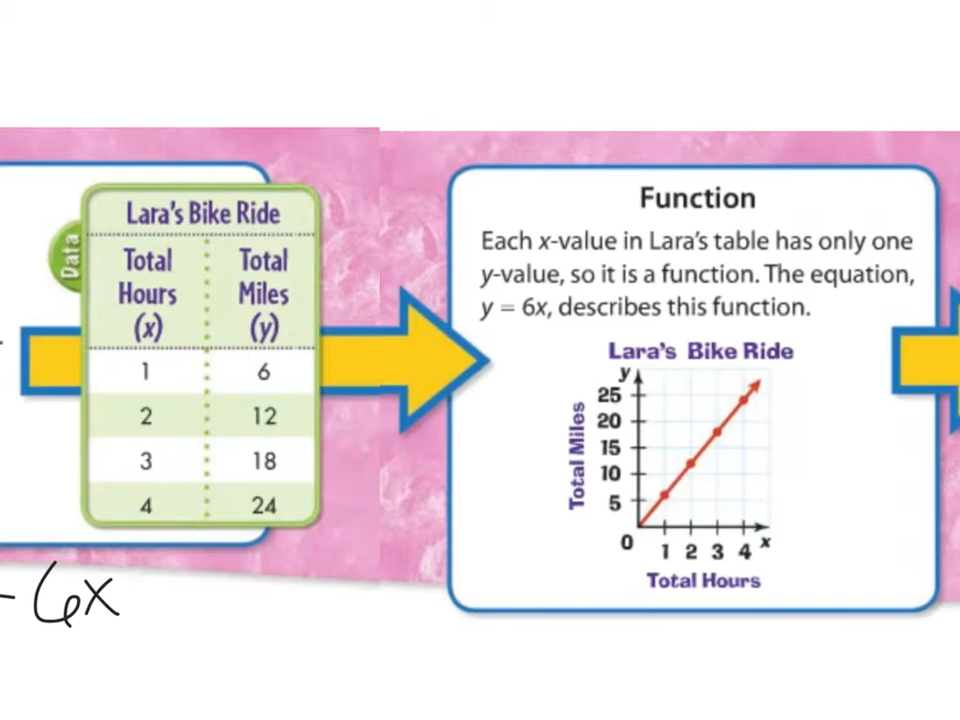 Data
Lara's Bike Ride
Total Hours (x)
Total Miles (y)
1 6
2 12
3 18
4 24
6x
Function
Each x-value in Lara's table has only one
y-value, so it is a function. The equation,
y = 6x, describes this function.
Lara's Bike Ride
y
25
20
15
10
5
0
1 2 3 4 x
Total Miles
Total Hours